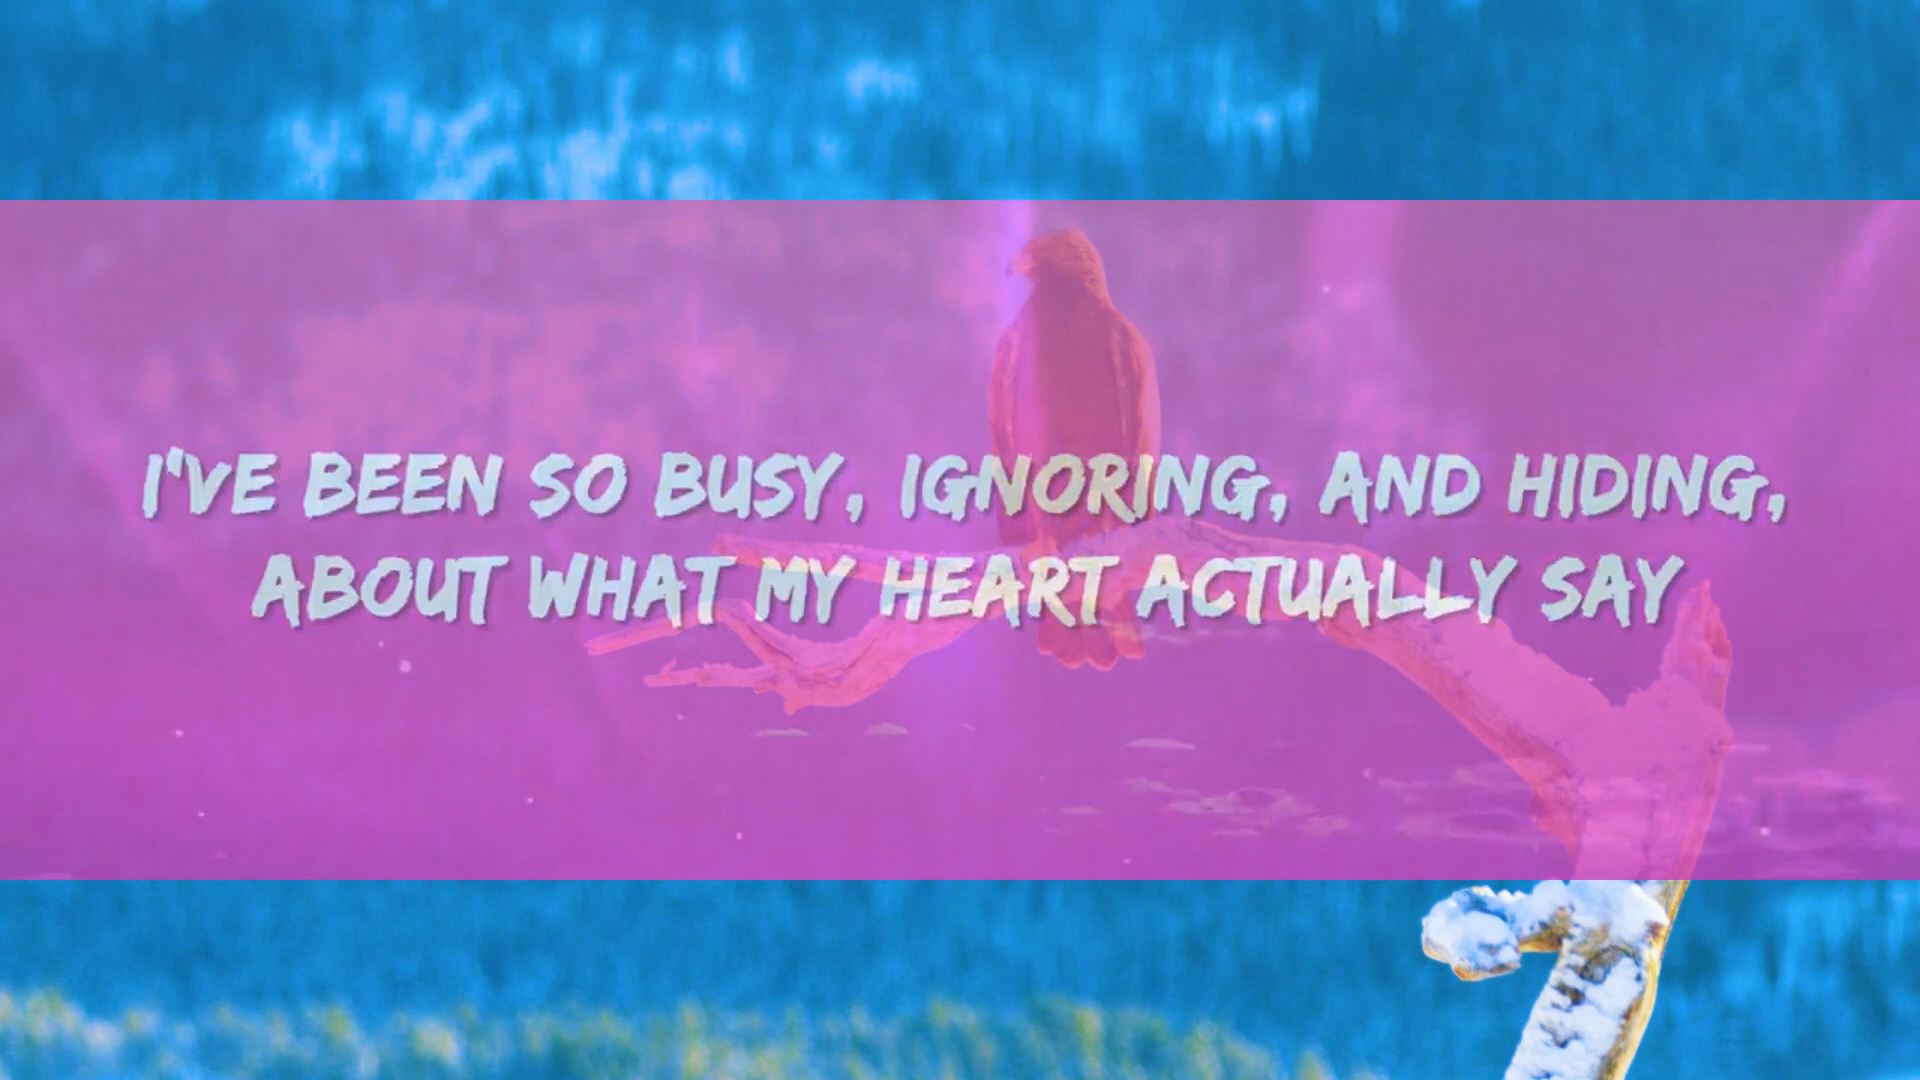 I'VE BEEN SO BUSY, IGNORING, AND HIDING,
ABOUT WHAT MY HEART ACTUALLY SAY